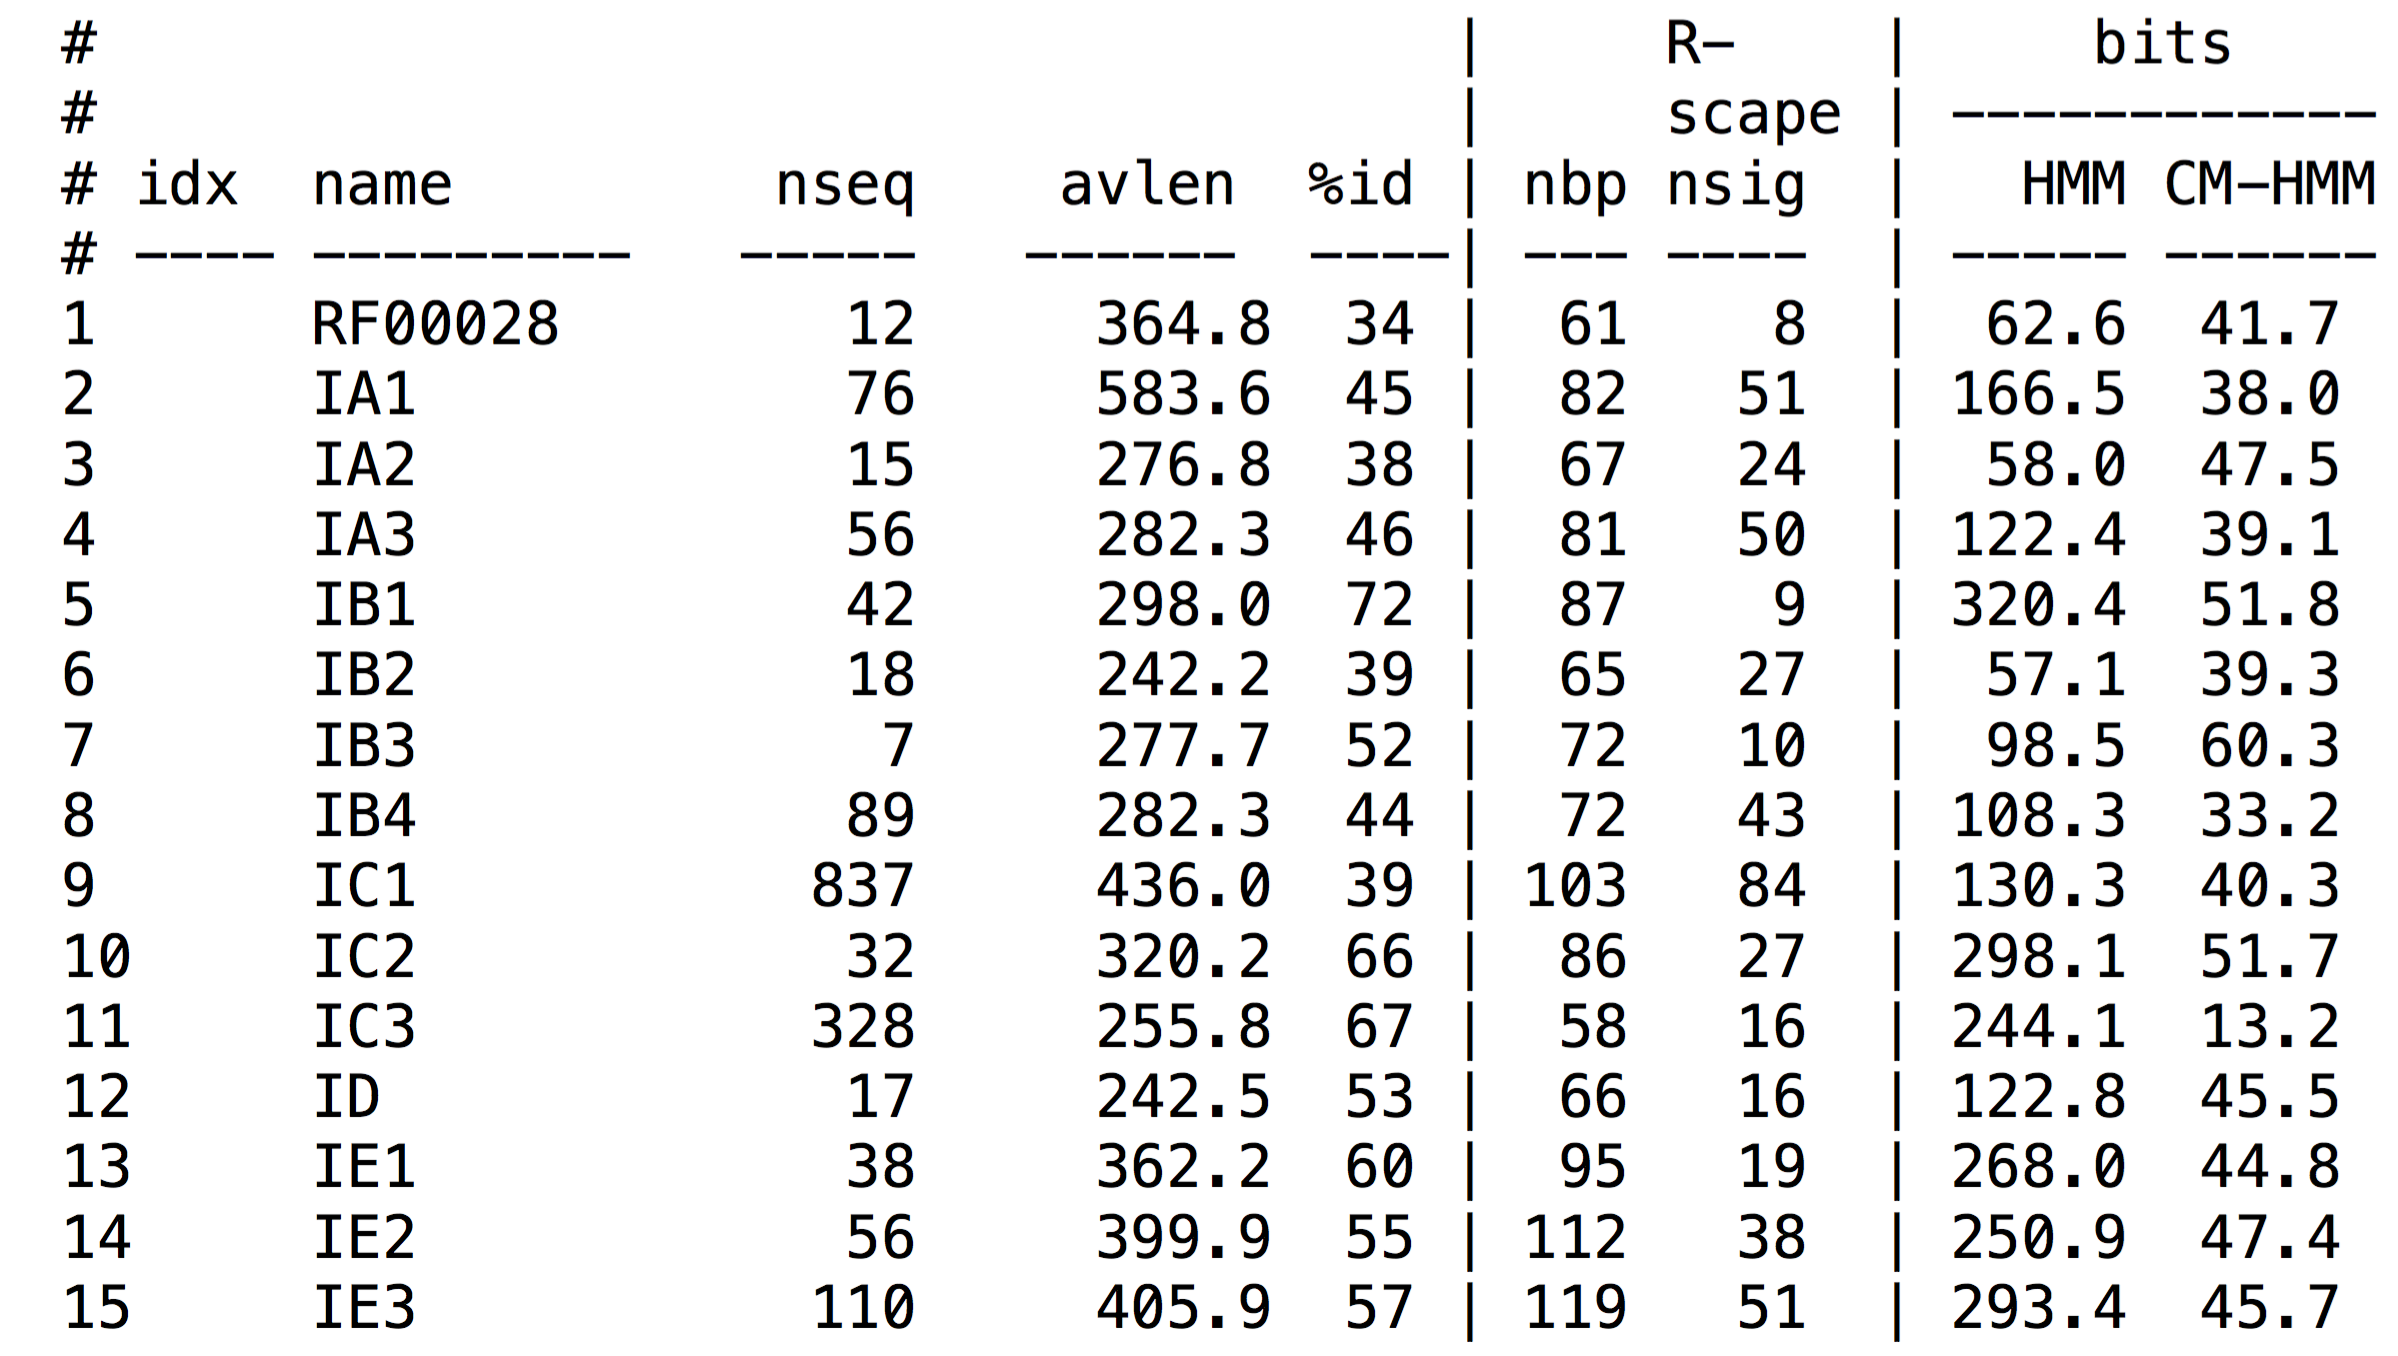 #                                       |     R-    |     bits
#                                       |     scape | ------------
# idx  name         nseq    avlen  %id | nbp nsig  |   HMM CM-HMM
# ---- ---------   -----   ------  ----| --- ----  | ----- ------
1      RF00028        12     364.8  34 |  61    8  |  62.6  41.7
2      IA1            76     583.6  45 |  82   51  | 166.5  38.0
3      IA2            15     276.8  38 |  67   24  |  58.0  47.5
4      IA3            56     282.3  46 |  81   50  | 122.4  39.1
5      IB1            42     298.0  72 |  87    9  | 320.4  51.8
6      IB2            18     242.2  39 |  65   27  |  57.1  39.3
7      IB3             7     277.7  52 |  72   10  |  98.5  60.3
8      IB4            89     282.3  44 |  72   43  | 108.3  33.2
9      IC1           837     436.0  39 | 103   84  | 130.3  40.3
10     IC2            32     320.2  66 |  86   27  | 298.1  51.7
11     IC3           328     255.8  67 |  58   16  | 244.1  13.2
12     ID             17     242.5  53 |  66   16  | 122.8  45.5
13     IE1            38     362.2  60 |  95   19  | 268.0  44.8
14     IE2            56     399.9  55 | 112   38  | 250.9  47.4
15     IE3           110     405.9  57 | 119   51  | 293.4  45.7